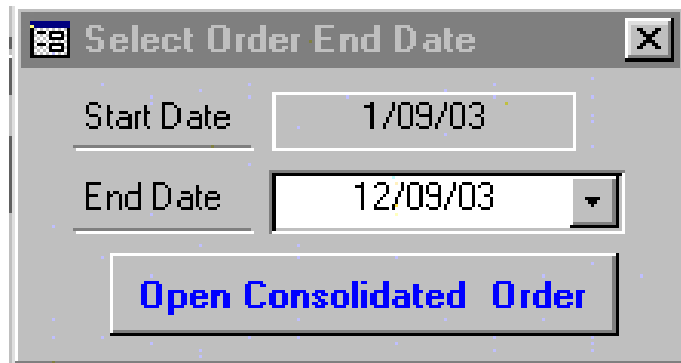 Select Order End Date
Start Date 1/09/03
End Date 12/09/03
Open Consolidated Order